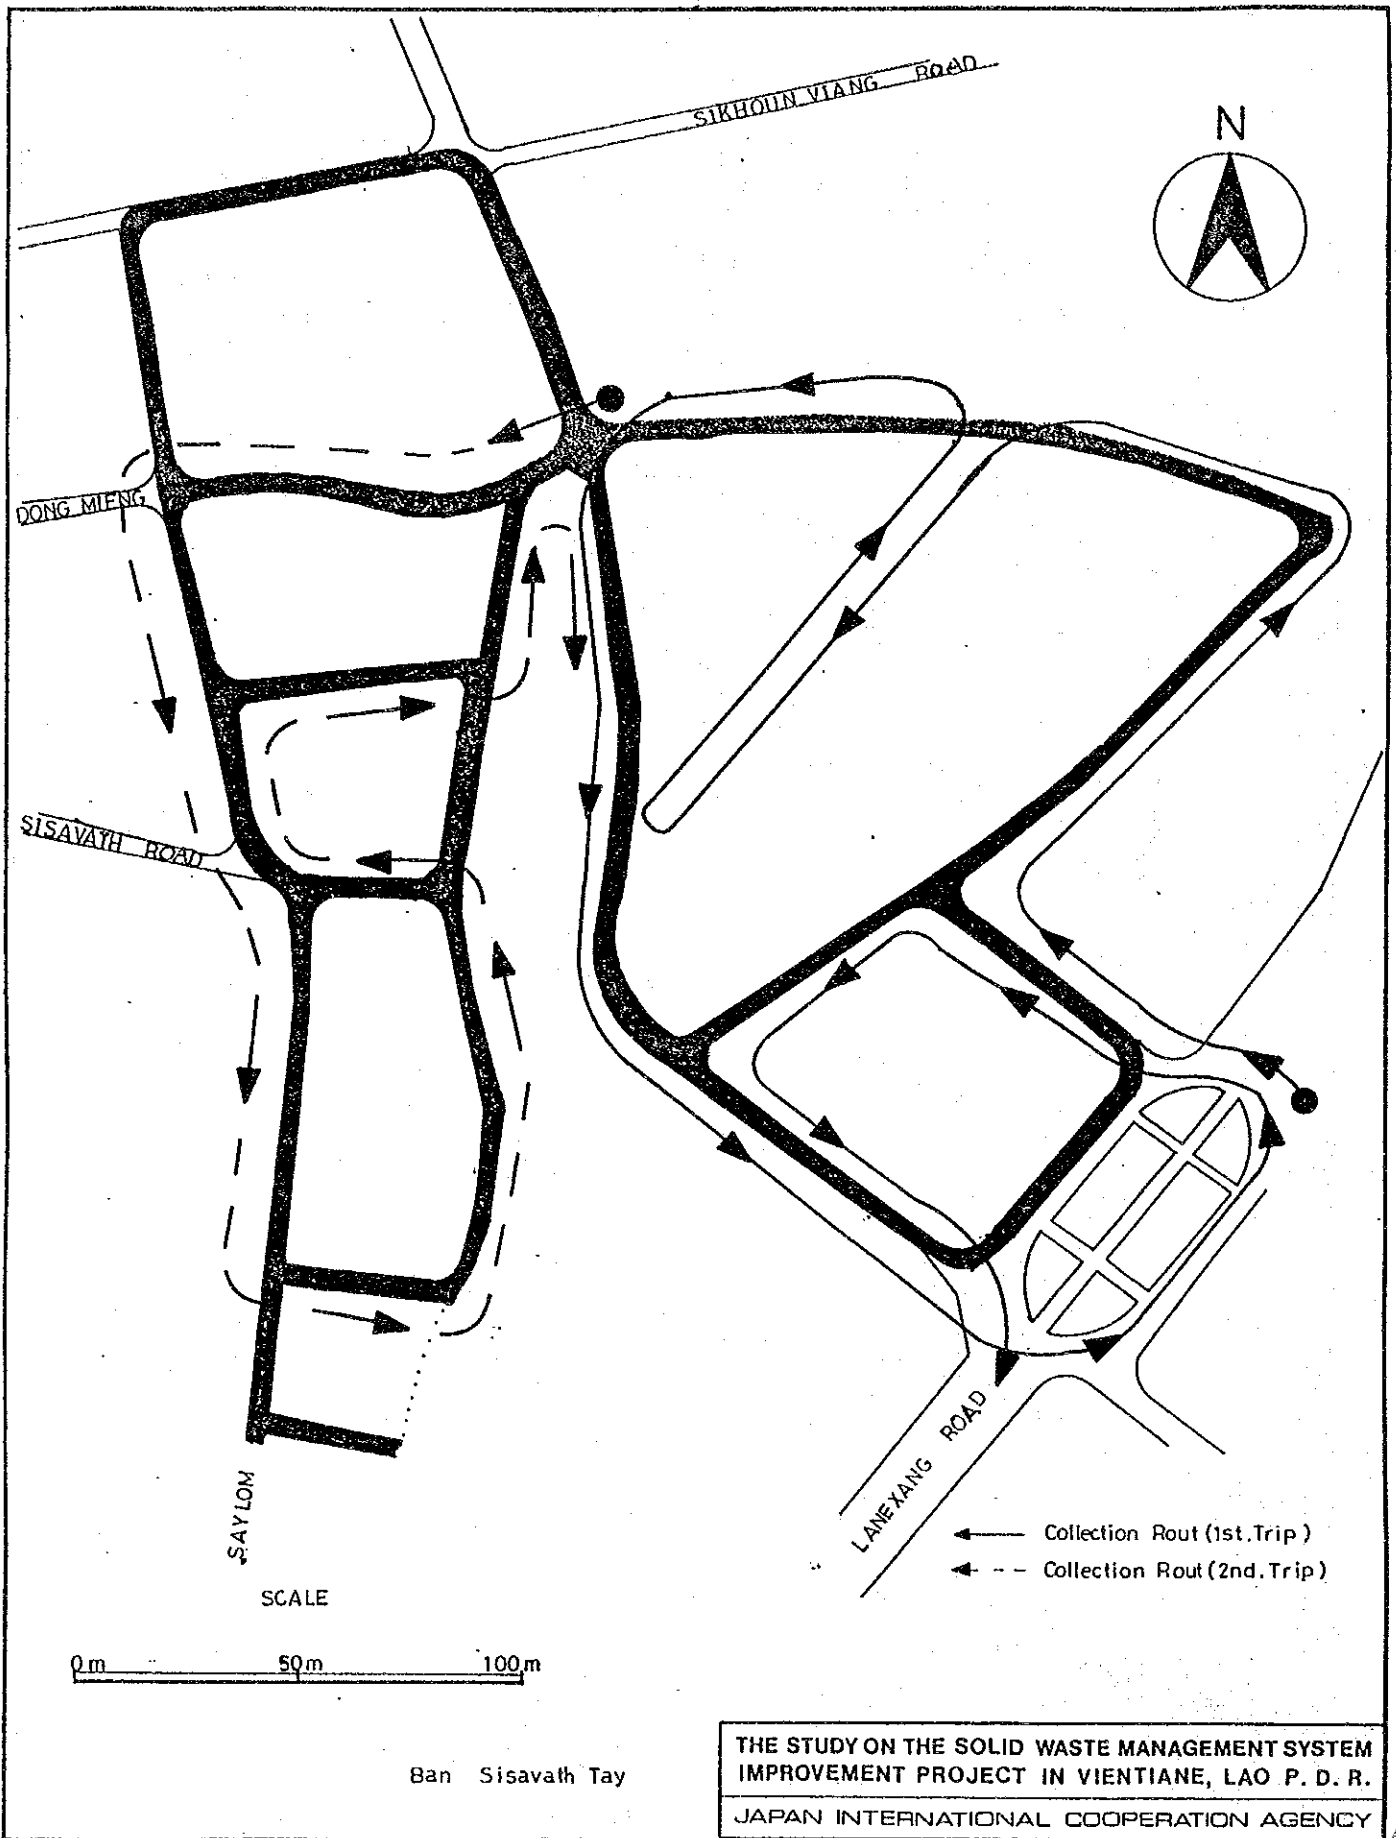 SIKHOUN VIANG ROAD
N
DONG MIENG
SISAVATH ROAD
LANEXANG ROAD
SAYLOM
Collection Rout (1st.Trip)
Collection Rout (2nd.Trip)
SCALE
0m 50m 100m
Ban Sisavath Tay
THE STUDY ON THE SOLID WASTE MANAGEMENT SYSTEM
IMPROVEMENT PROJECT IN VIENTIANE, LAO P. D. R.
JAPAN INTERNATIONAL COOPERATION AGENCY